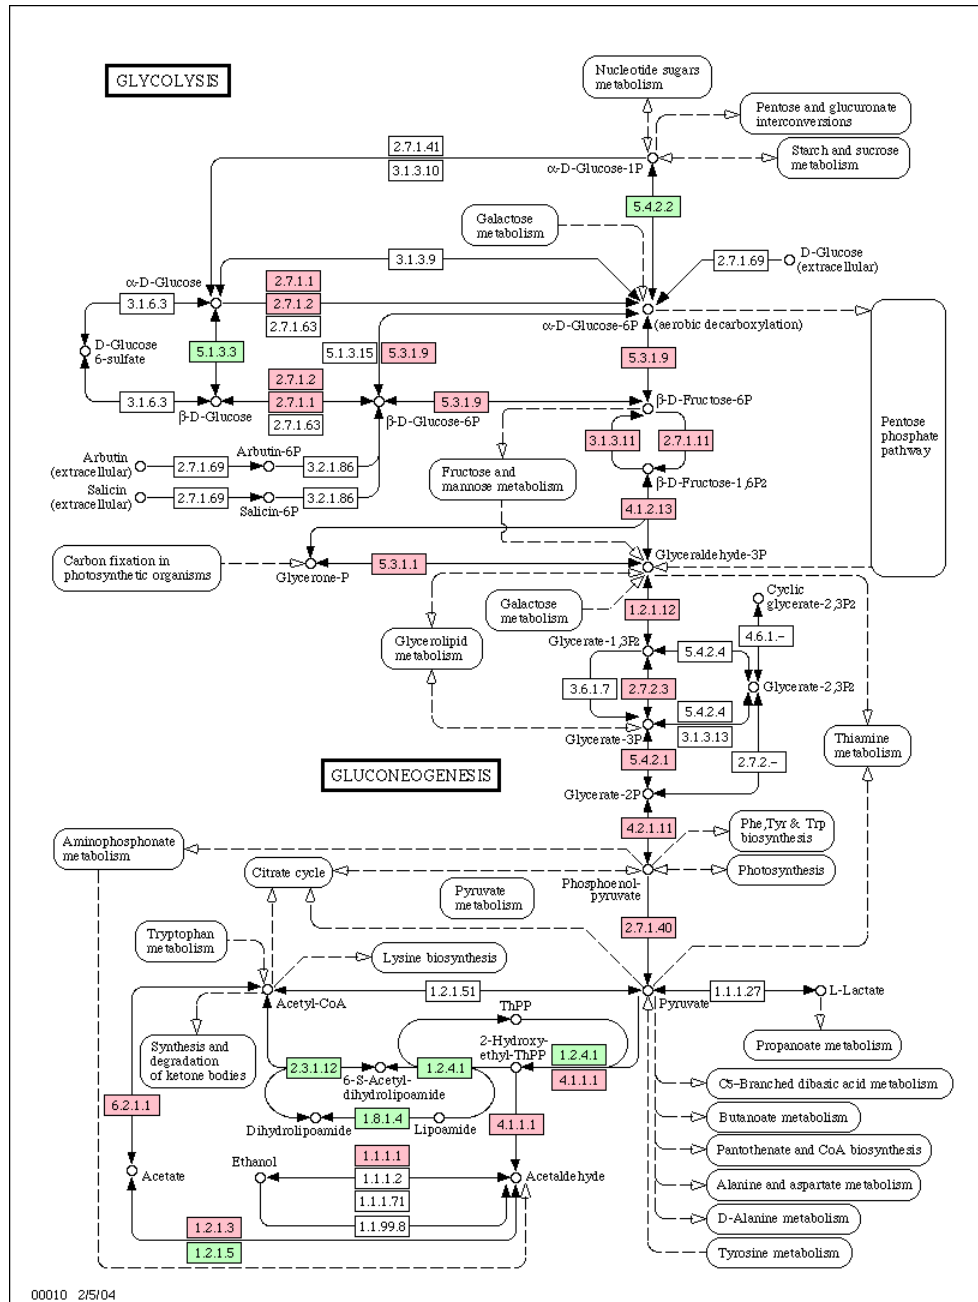 GLYCOLYSIS
Nucleotide sugars
metabolism
Pentose and glucuronate
interconversions
Starch and sucrose
metabolism
2.7.1.41
3.1.3.10
α-D-Glucose-1P
5.4.2.2
Galactose
metabolism
3.1.3.9
2.7.1.69
D-Glucose
(extracellular)
α-D-Glucose
2.7.1.1
2.7.1.2
2.7.1.63
3.1.6.3
α-D-Glucose-6P
(aerobic decarboxylation)
D-Glucose
6-sulfate
5.1.3.3
5.1.3.15
5.3.1.9
5.3.1.9
2.7.1.2
2.7.1.1
2.7.1.63
3.1.6.3
β-D-Glucose
β-D-Glucose-6P
5.3.1.9
β-D-Fructose-6P
Pentose
phosphate
pathway
3.1.3.11
2.7.1.11
Arbutin
(extracellular)
2.7.1.69
Arbutin-6P
3.2.1.86
Salicin
(extracellular)
2.7.1.69
Salicin-6P
3.2.1.86
Fructose and
mannose metabolism
β-D-Fructose-1,6P2
4.1.2.13
Carbon fixation in
photosynthetic organisms
Glycerone-P
5.3.1.1
Glyceraldehyde-3P
Galactose
metabolism
1.2.1.12
Cyclic
glycerate-2,3P2
Glycerolipid
metabolism
Glycerate-1,3P2
5.4.2.4
4.6.1.-
3.6.1.7
2.7.2.3
Glycerate-2,3P2
5.4.2.4
3.1.3.13
Glycerate-3P
Thiamine
metabolism
5.4.2.1
2.7.2.-
GLUCONEOGENESIS
Glycerate-2P
4.2.1.11
Aminophosphonate
metabolism
Phe,Tyr & Trp
biosynthesis
Citrate cycle
Photosynthesis
Phosphoenol-
pyruvate
Pyruvate
metabolism
2.7.1.40
Tryptophan
metabolism
Lysine biosynthesis
Acetyl-CoA
1.2.1.51
Pyruvate
1.1.1.27
L-Lactate
ThPP
Propanoate metabolism
Synthesis and
degradation
of ketone bodies
2-Hydroxy-
ethyl-ThPP
2.3.1.12
6-S-Acetyl-
dihydrolipoamide
1.2.4.1
1.2.4.1
4.1.1.1
C5-Branched dibasic acid metabolism
6.2.1.1
Dihydrolipoamide
1.8.1.4
Lipoamide
4.1.1.1
Butanoate metabolism
Pantothenate and CoA biosynthesis
Acetate
Ethanol
1.1.1.1
1.1.1.2
1.1.1.71
1.1.99.8
Acetaldehyde
Alanine and aspartate metabolism
D-Alanine metabolism
1.2.1.3
1.2.1.5
Tyrosine metabolism
00010 2/5/04